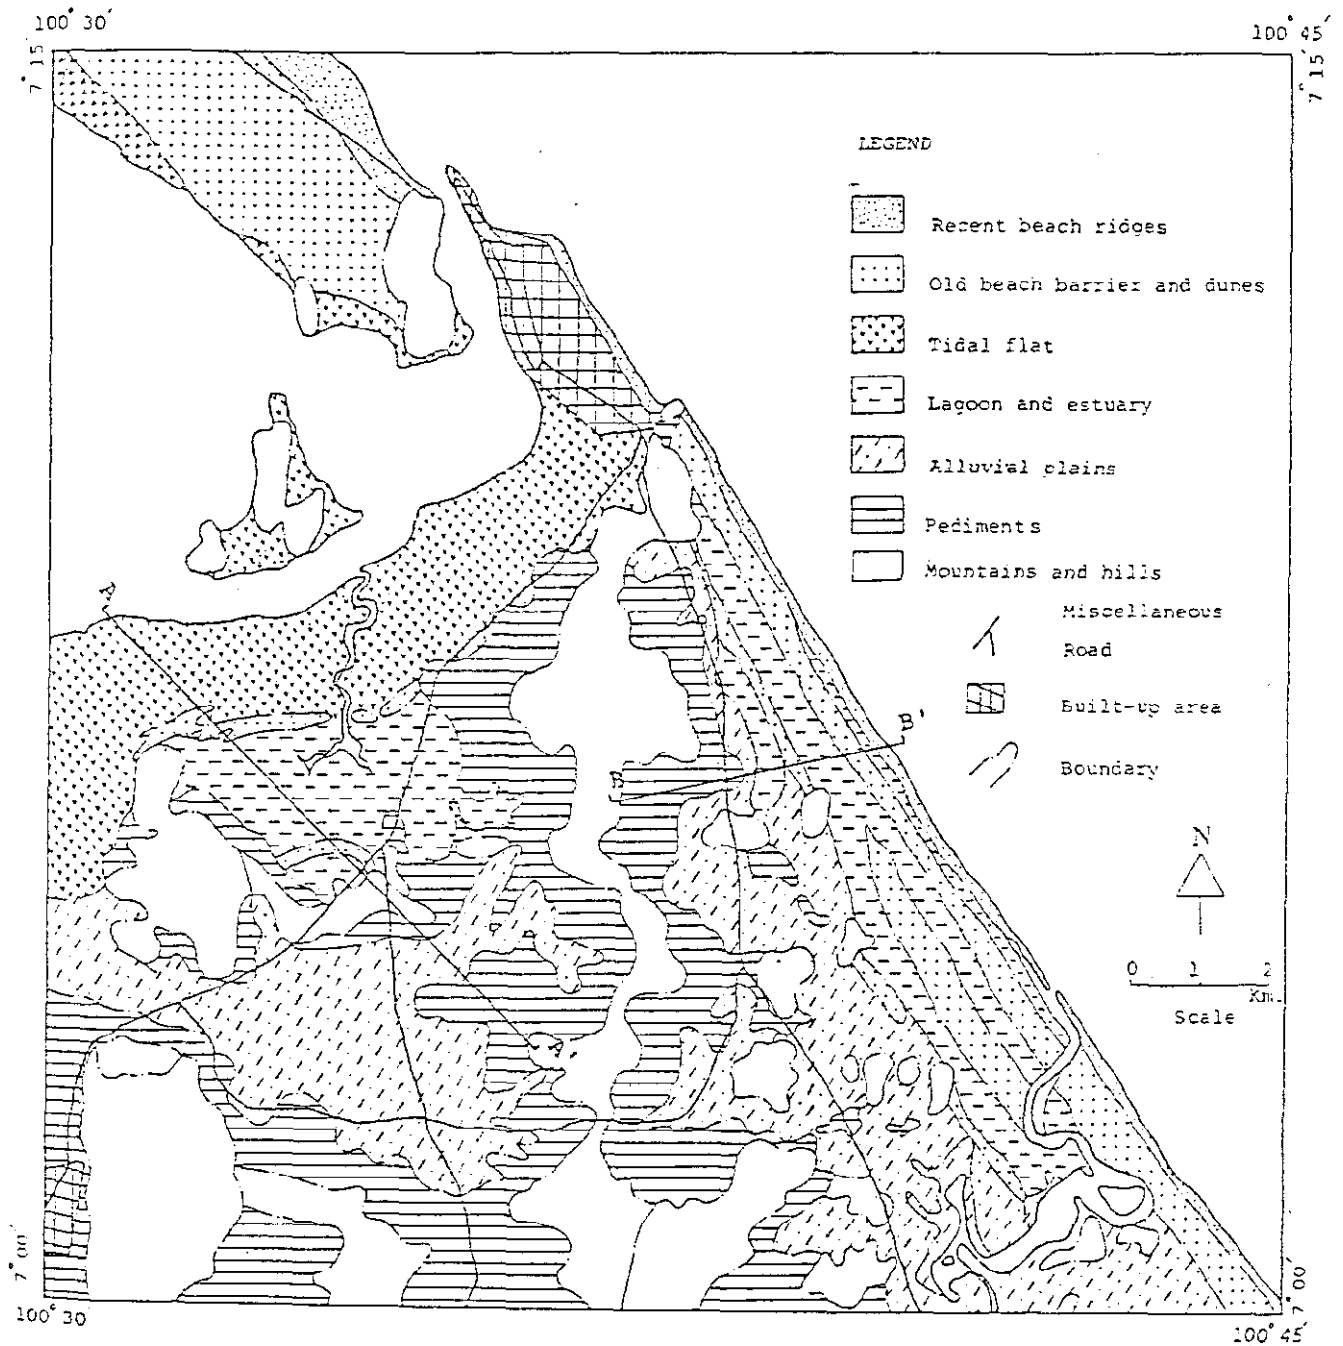 100° 30′
100° 45′
7° 15′
7° 15′
LEGEND
Recent beach ridges
Old beach barrier and dunes
Tidal flat
Lagoon and estuary
Alluvial plains
Pediments
Mountains and hills
Miscellaneous
Road
Built-up area
Boundary
A
B'
B
A'
N
0 1 2
Km.
Scale
7° 00′
7° 00′
100° 30
100° 45′